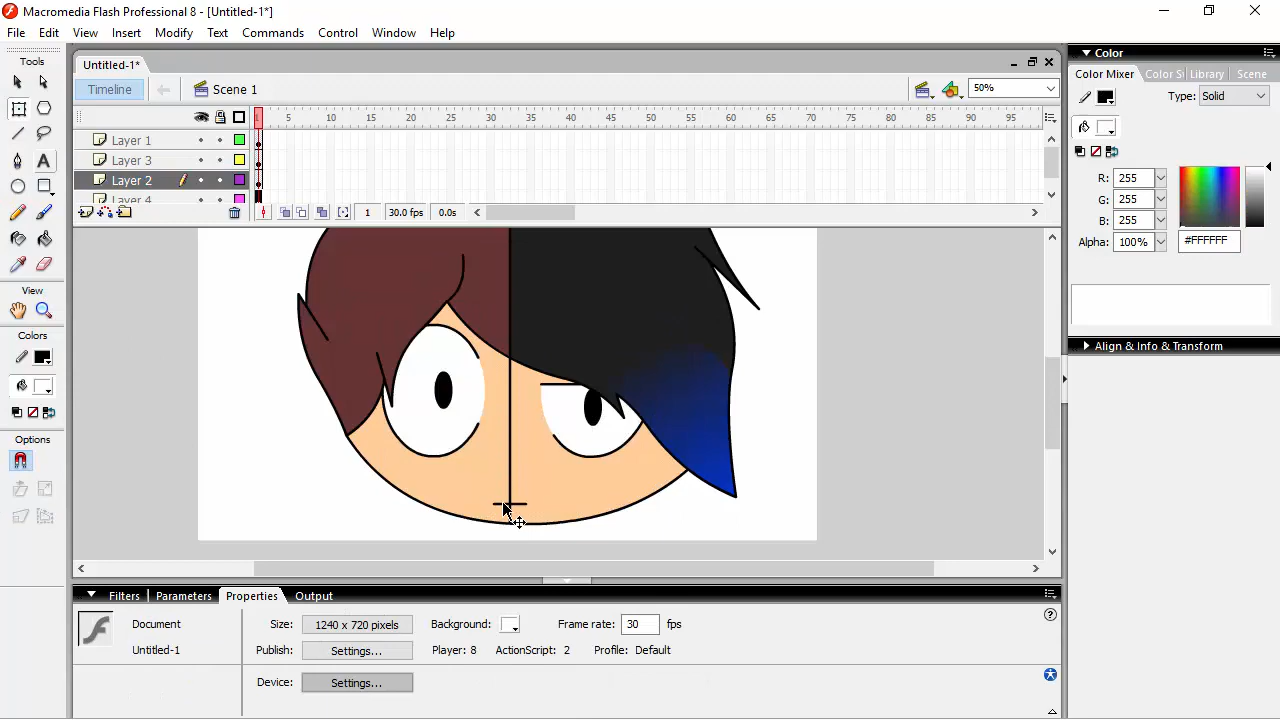 Macromedia Flash Professional 8 - [Untitled-1*]
File Edit View Insert Modify Text Commands Control Window Help
Tools
View
Colors
Options
Untitled-1*
Timeline
Scene 1
50%
1 5 10 15 20 25 30 35 40 45 50 55 60 65 70 75 80 85 90 95
Layer 1
Layer 3
Layer 2
Layer 4
1 30.0 fps 0.0s
Color
Color Mixer Color S Library Scene
Type: Solid
R: 255
G: 255
B: 255
Alpha: 100% #FFFFFF
Align & Info & Transform
Filters Parameters Properties Output
Document
Untitled-1
Size: 1240 x 720 pixels Background: Frame rate: 30 fps
Publish: Settings... Player: 8 ActionScript: 2 Profile: Default
Device: Settings...